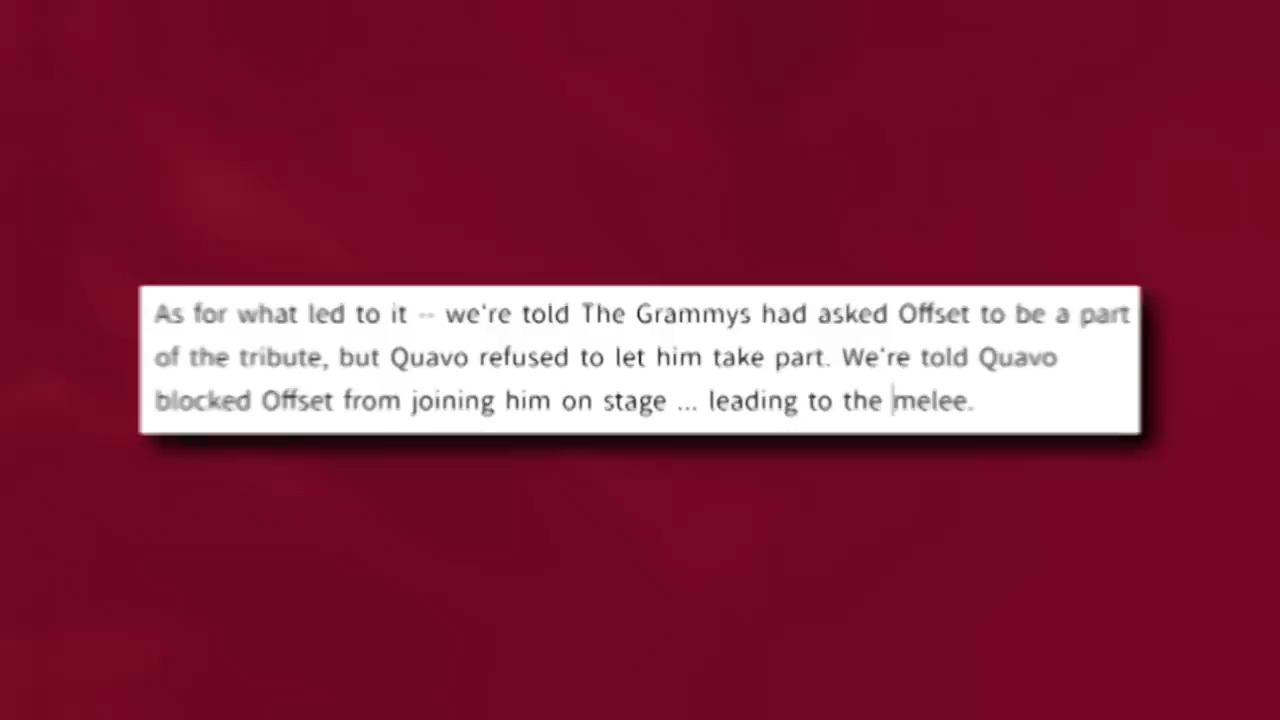 As for what led to it -- we're told The Grammys had asked Offset to be a part
of the tribute, but Quavo refused to let him take part. We're told Quavo
blocked Offset from joining him on stage ... leading to the melee.